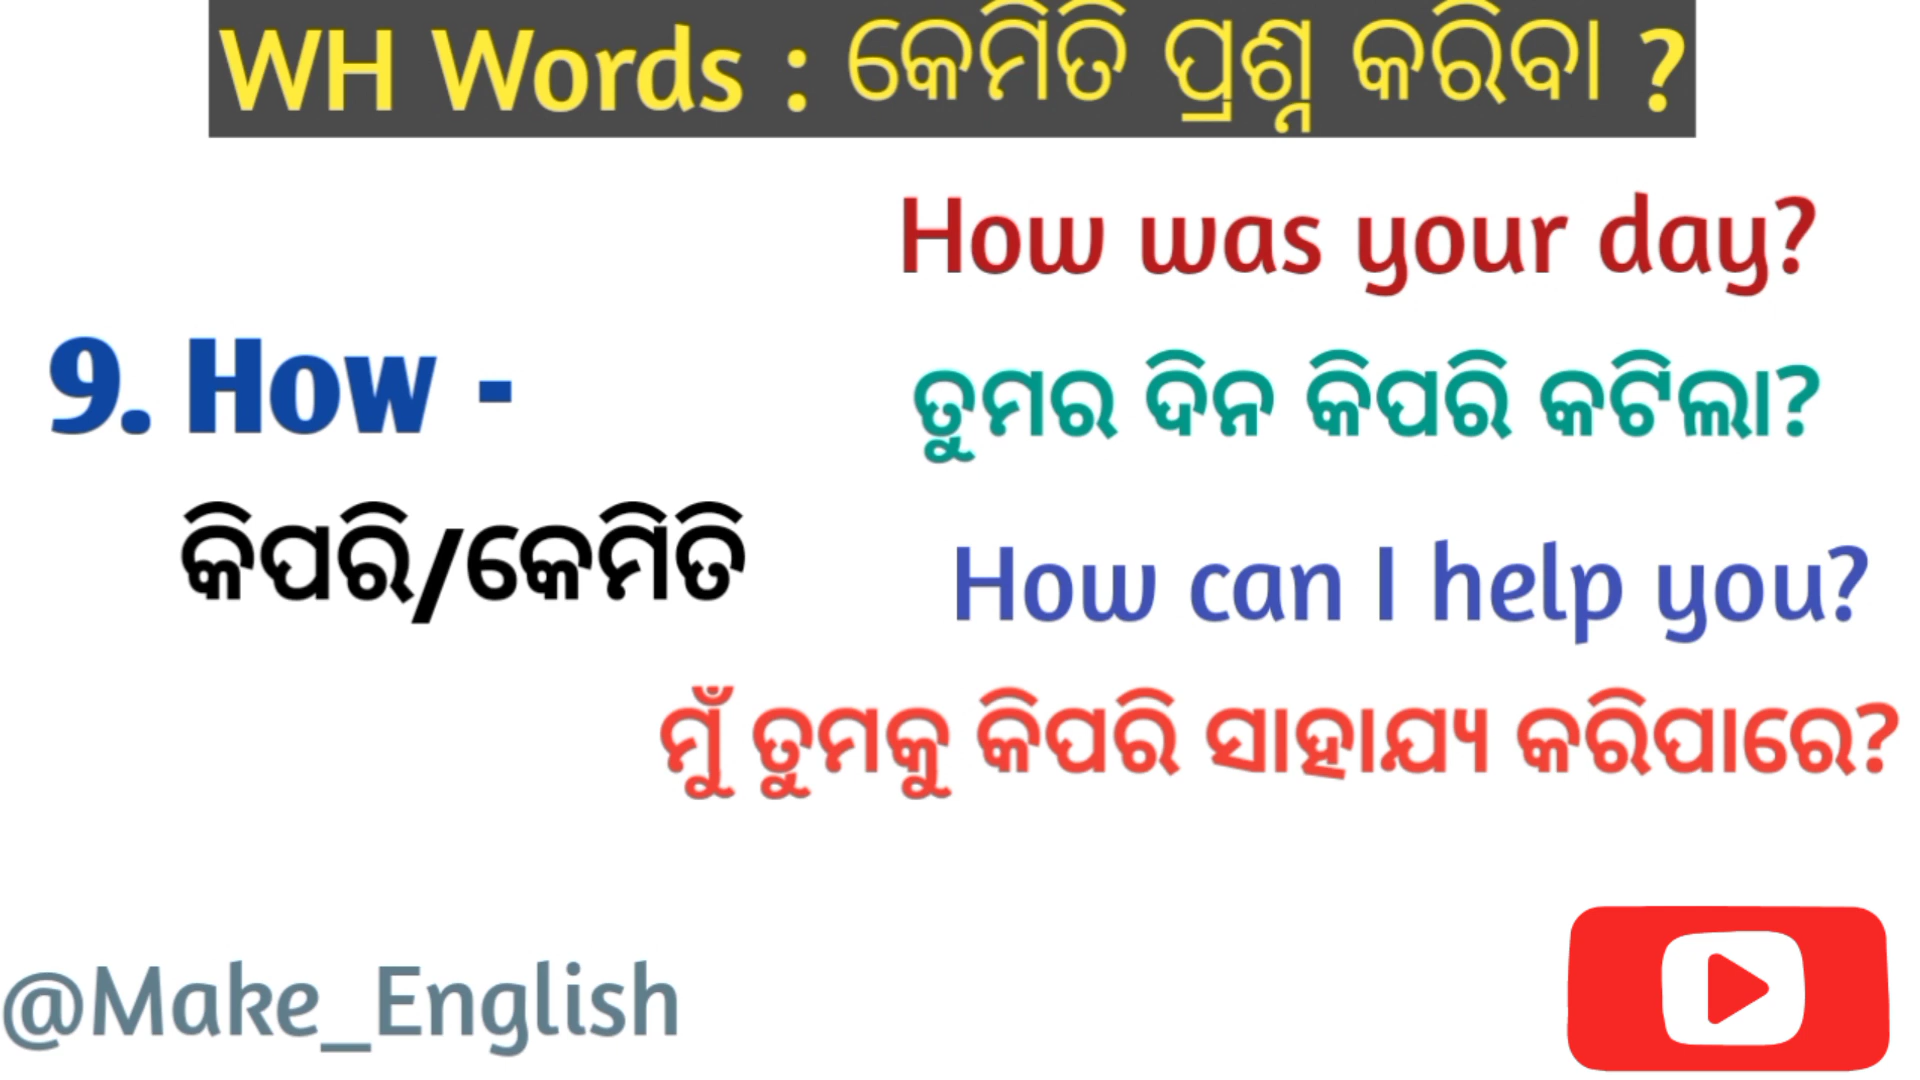 WH Words : କେମିତି ପ୍ରଶ୍ନ କରିବା ?
How was your day?
9. How -
ତୁମର ଦିନ କିପରି କଟିଲା?
କିପରି/କେମିତି
How can I help you?
ମୁଁ ତୁମକୁ କିପରି ସାହାଯ୍ୟ କରିପାରେ?
@Make_English